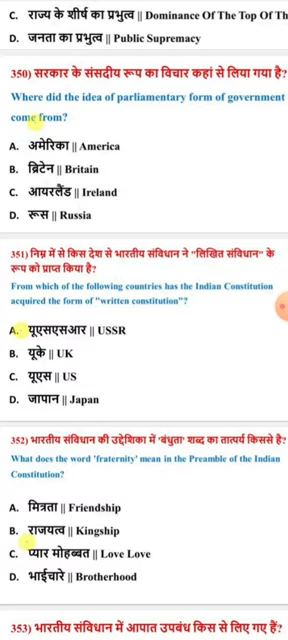 C. राज्य के शीर्ष का प्रभुत्व || Dominance Of The Top Of Th
D. जनता का प्रभुत्व || Public Supremacy
350) सरकार के संसदीय रूप का विचार कहां से लिया गया है?
Where did the idea of parliamentary form of government
come from?
A. अमेरिका || America
B. ब्रिटेन || Britain
C. आयरलैंड || Ireland
D. रूस || Russia
351) निम्न में से किस देश से भारतीय संविधान ने "लिखित संविधान" के
रूप को प्राप्त किया है?
From which of the following countries has the Indian Constitution
acquired the form of "written constitution"?
A. यूएसएसआर || USSR
B. यूके || UK
C. यूएस || US
D. जापान || Japan
352) भारतीय संविधान की उद्देशिका में 'बंधुता' शब्द का तात्पर्य किससे है?
What does the word 'fraternity' mean in the Preamble of the Indian
Constitution?
A. मित्रता || Friendship
B. राजयत्व || Kingship
C. प्यार मोहब्बत || Love Love
D. भाईचारे || Brotherhood
353) भारतीय संविधान में आपात उपबंध किस से लिए गए हैं?